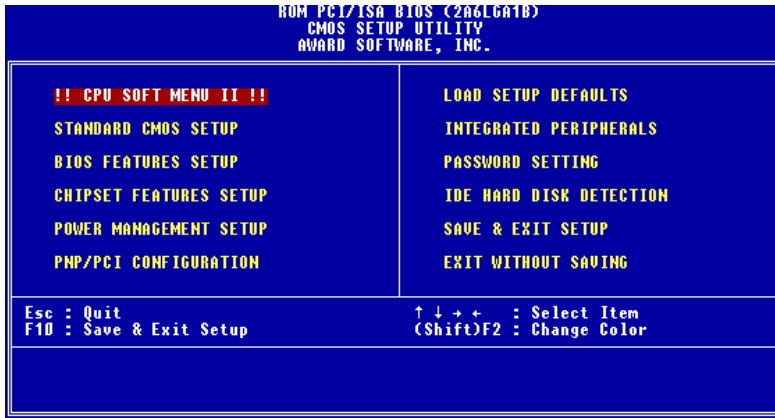 ROM PCI/ISA BIOS (2A6LGA1B)
CMOS SETUP UTILITY
AWARD SOFTWARE, INC.
!! CPU SOFT MENU II !!
STANDARD CMOS SETUP
BIOS FEATURES SETUP
CHIPSET FEATURES SETUP
POWER MANAGEMENT SETUP
PNP/PCI CONFIGURATION
LOAD SETUP DEFAULTS
INTEGRATED PERIPHERALS
PASSWORD SETTING
IDE HARD DISK DETECTION
SAVE & EXIT SETUP
EXIT WITHOUT SAVING
Esc : Quit
F10 : Save & Exit Setup
↑ ↓ → ← : Select Item
(Shift)F2 : Change Color